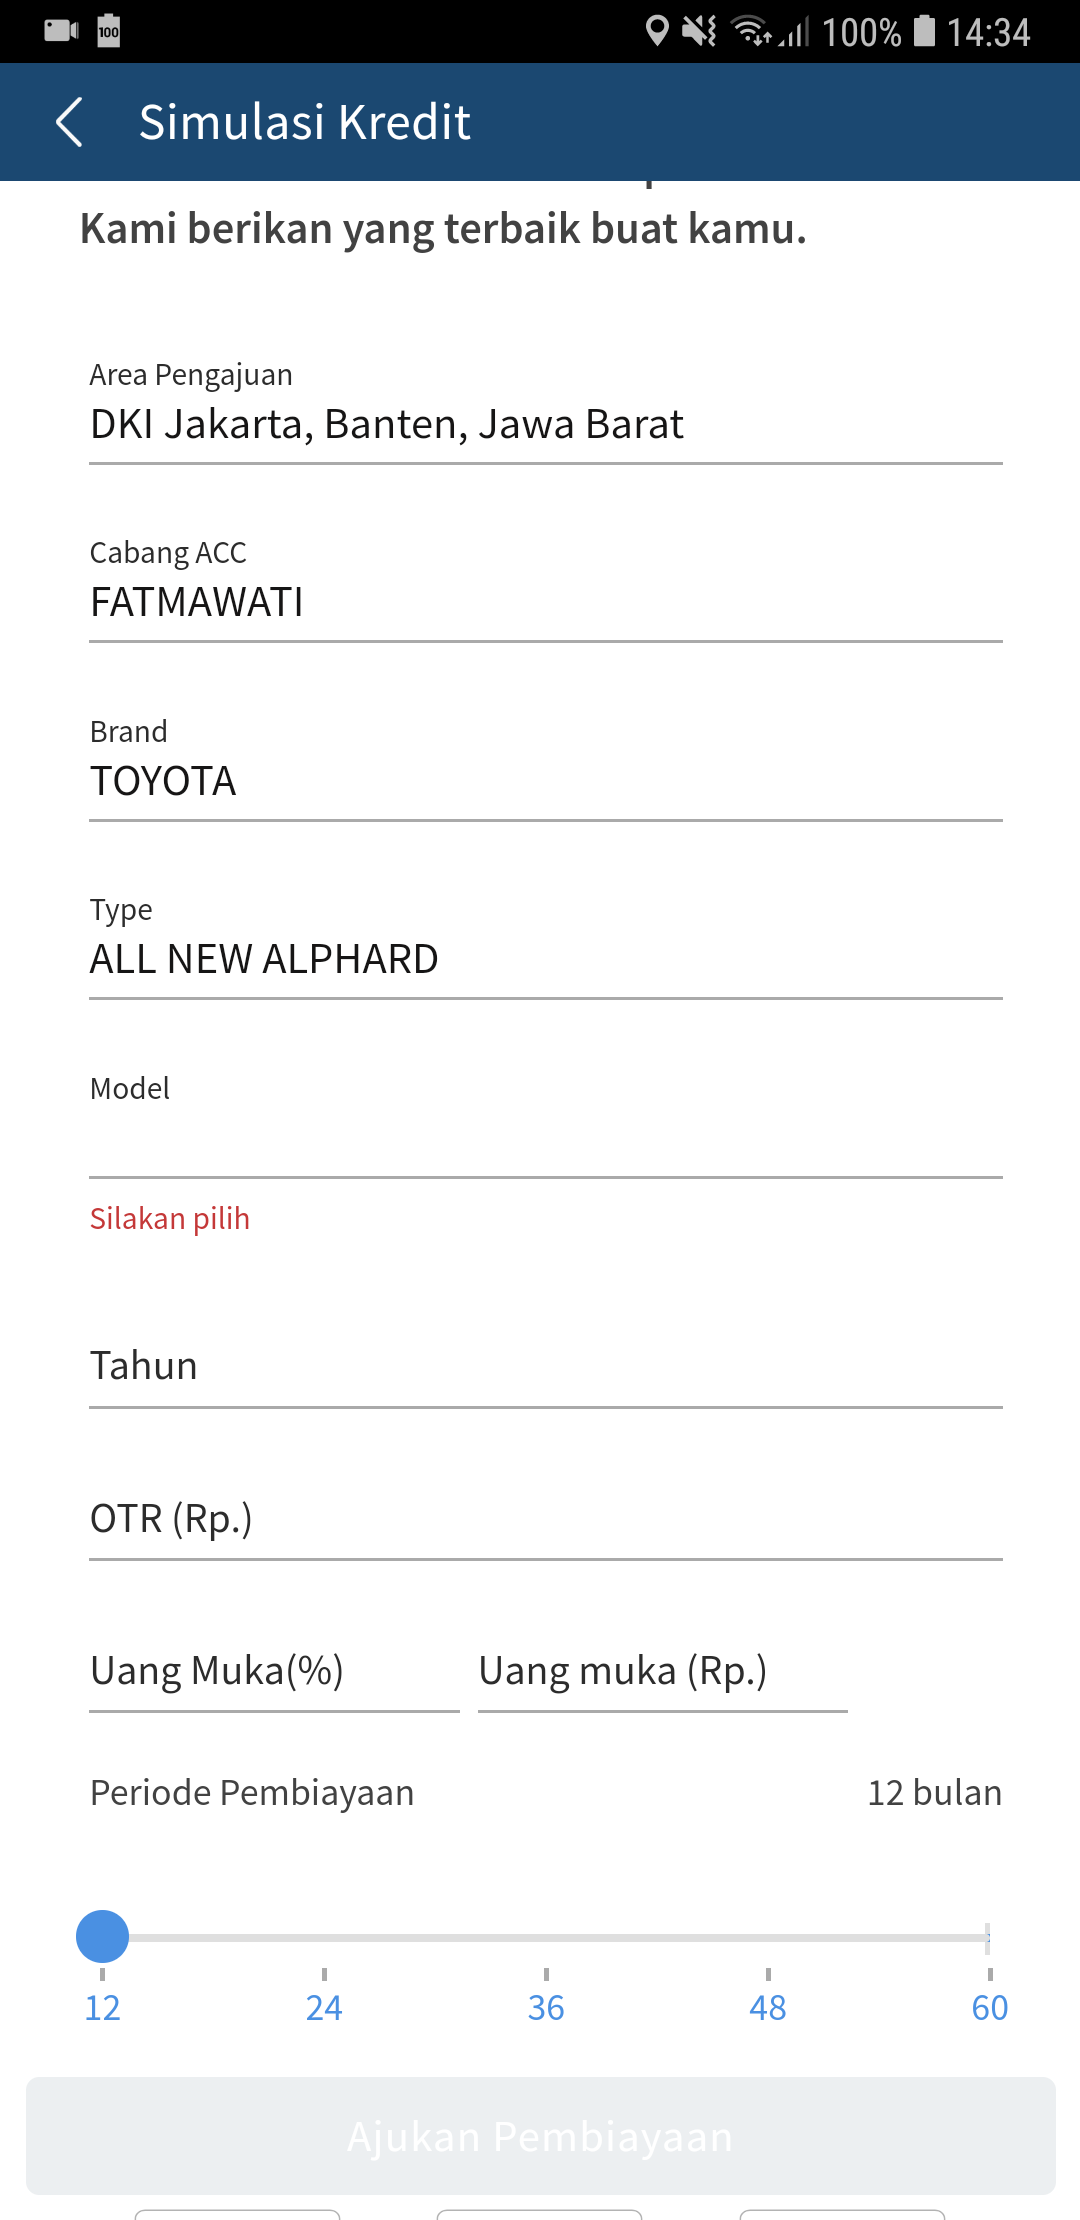 100 100% 14:34
Simulasi Kredit
Kami berikan yang terbaik buat kamu.
Area Pengajuan
DKI Jakarta, Banten, Jawa Barat
Cabang ACC
FATMAWATI
Brand
TOYOTA
Type
ALL NEW ALPHARD
Model
Silakan pilih
Tahun
OTR (Rp.)
Uang Muka(%) Uang muka (Rp.)
Periode Pembiayaan 12 bulan
12 24 36 48 60
Ajukan Pembiayaan